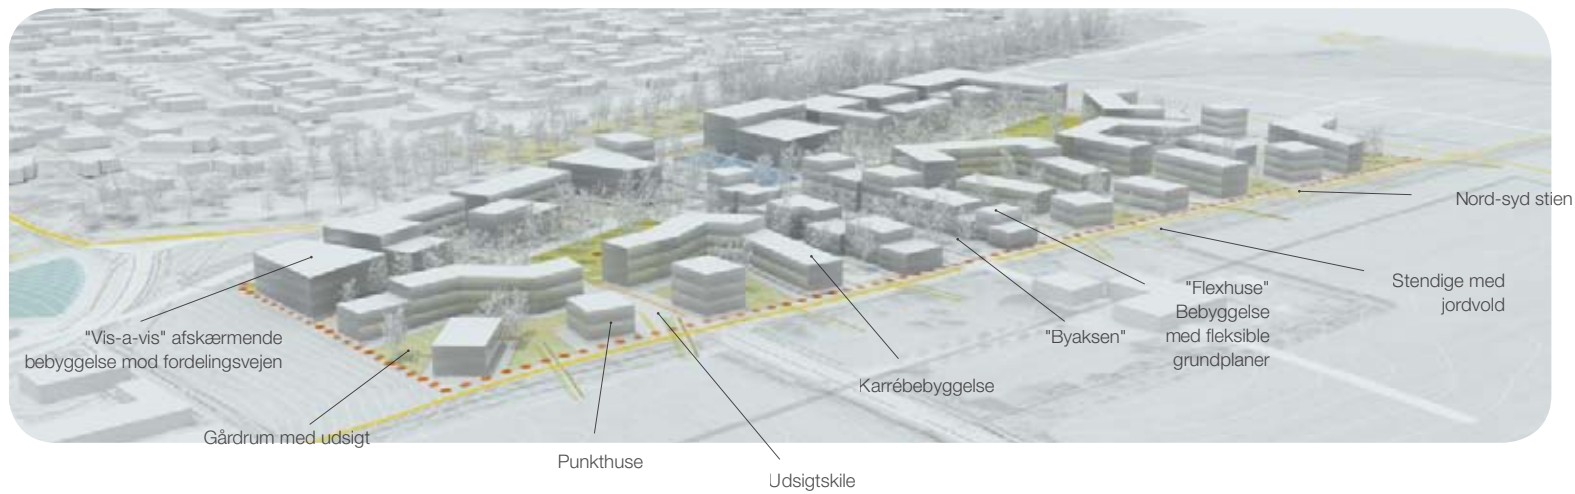 Nord-syd stien
Stendige med
jordvold
"Flexhuse"
Bebyggelse
med fleksible
grundplaner
"Byaksen"
Karrébebyggelse
"Vis-a-vis" afskærmende
bebyggelse mod fordelingsvejen
Gårdrum med udsigt
Punkthuse
Udsigtskile